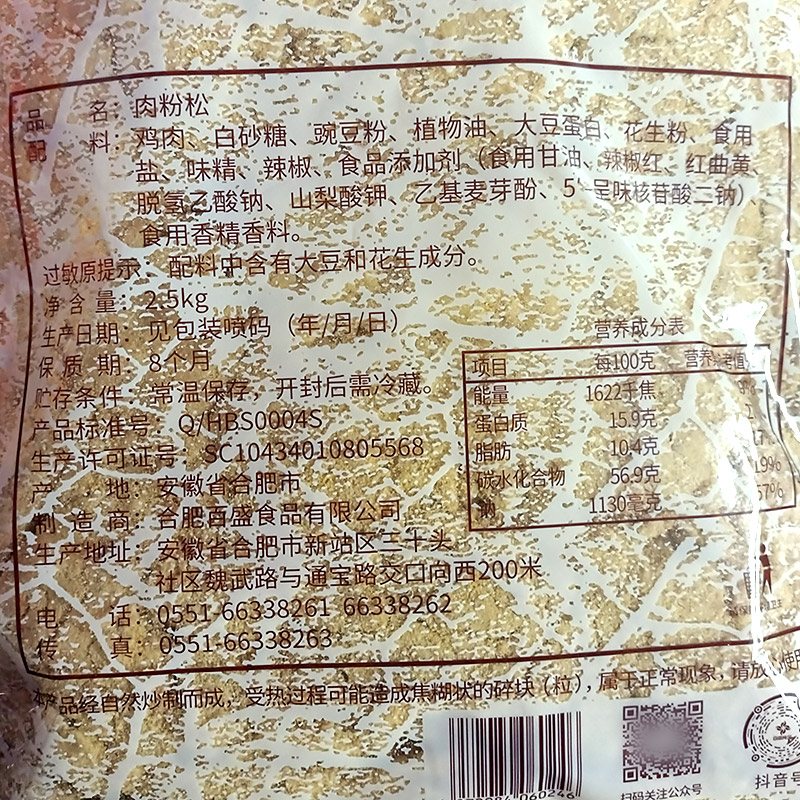 品 名：肉粉松
配 料：鸡肉、白砂糖、豌豆粉、植物油、大豆蛋白、花生粉、食用
盐、味精、辣椒、食品添加剂（食用甘油、辣椒红、红曲黄
脱氢乙酸钠、山梨酸钾、乙基麦芽酚、5'-呈味核苷酸二钠）、
食用香精香料。
过敏原提示：配料中含有大豆和花生成分。
净 含 量：2.5kg
生产日期：见包装喷码（年/月/日）
保 质 期：8个月
贮存条件：常温保存，开封后需冷藏。
产品标准号：Q/HBS0004S
生产许可证号：SC10434010805568
产 地：安徽省合肥市
制 造 商：合肥百盛食品有限公司
生产地址：安徽省合肥市新站区三十头
社区魏武路与通宝路交口向西200米
电 话：0551-66338261 66338262
传 真：0551-66338263
营养成分表
项目 每100克 营养
能量 1622千焦
蛋白质 15.9克
脂肪 10.4克 17%
碳水化合物 56.9克 19%
钠 1130毫克 57%
本产品经自然炒制而成，受热过程可能造成焦糊状的碎块（粒），属于正常现象，请放心使用
扫码关注公众号
抖音号